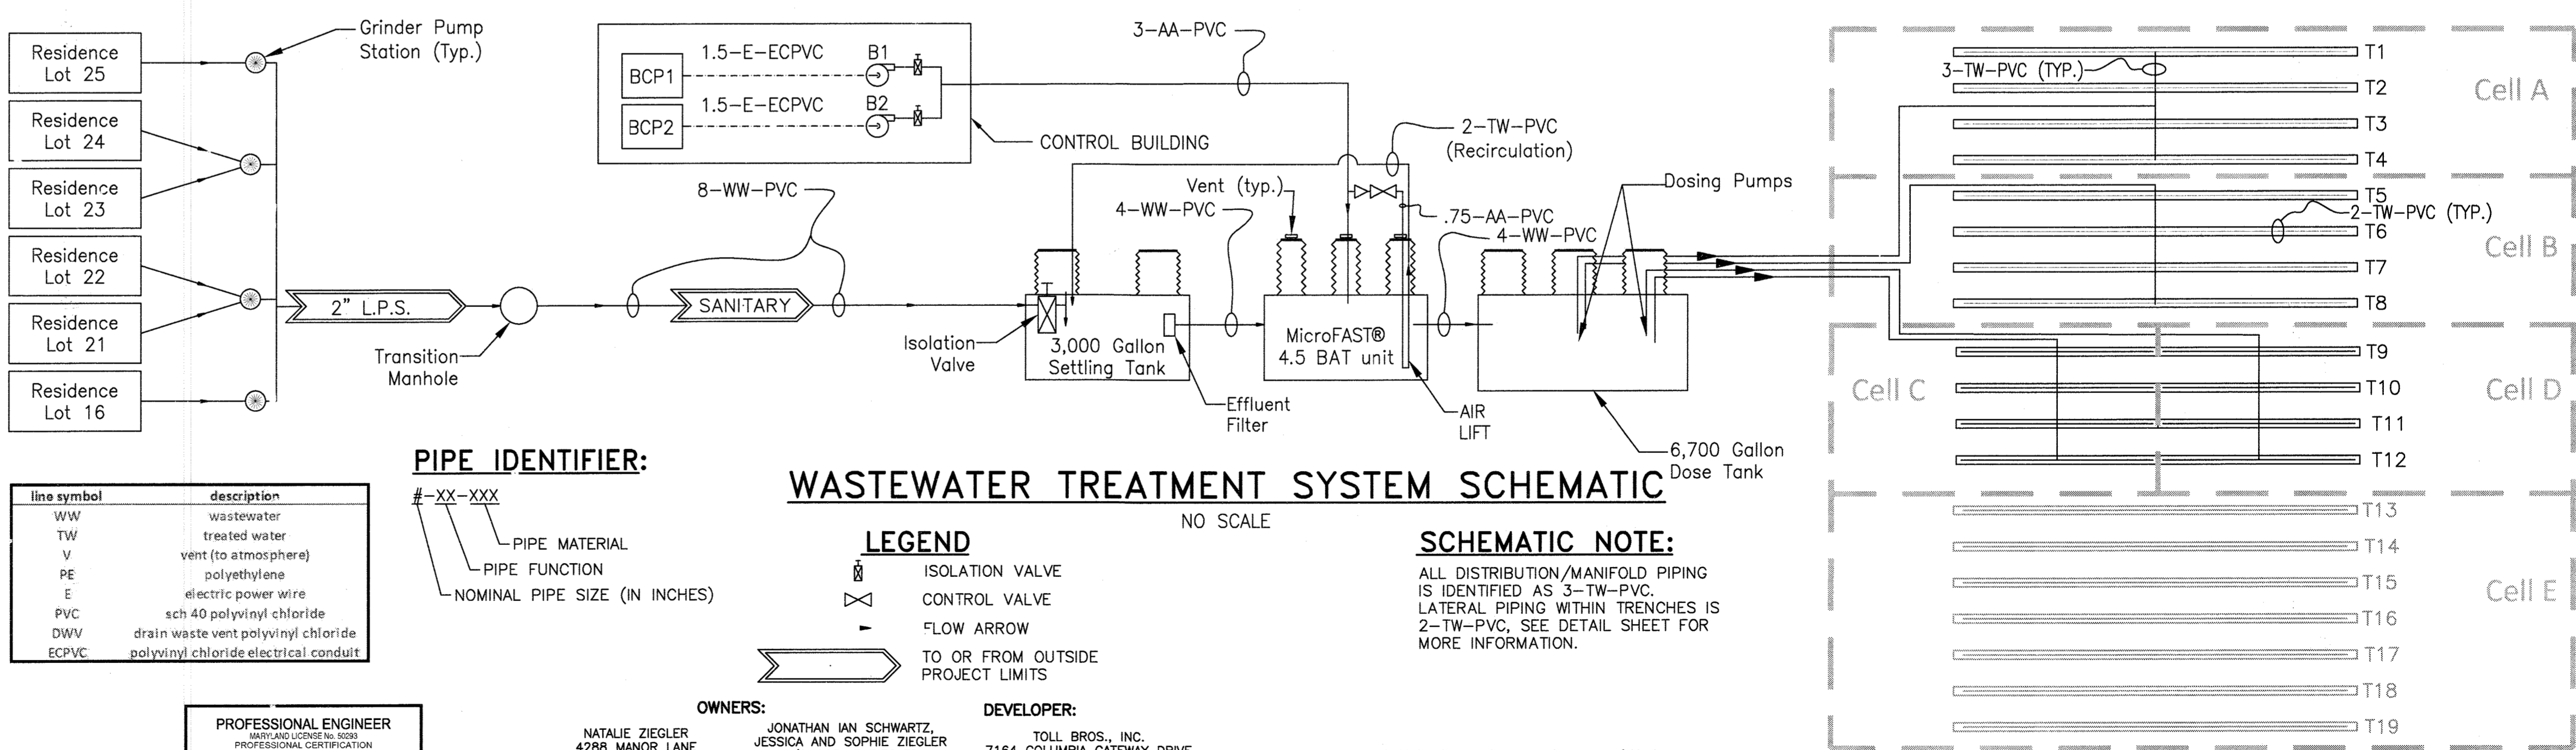 Residence
Lot 25
Residence
Lot 24
Residence
Lot 23
Residence
Lot 22
Residence
Lot 21
Residence
Lot 16
Grinder Pump
Station (Typ.)
2" L.P.S.
Transition
Manhole
8-WW-PVC
SANITARY
BCP1
1.5-E-ECPVC
B1
BCP2
1.5-E-ECPVC
B2
CONTROL BUILDING
3-AA-PVC
2-TW-PVC
(Recirculation)
Vent (typ.)
4-WW-PVC
.75-AA-PVC
4-WW-PVC
Dosing Pumps
Isolation
Valve
3,000 Gallon
Settling Tank
Effluent
Filter
MicroFAST®
4.5 BAT unit
AIR
LIFT
6,700 Gallon
Dose Tank
3-TW-PVC (TYP.)
T1
T2
T3
T4
Cell A
T5
2-TW-PVC (TYP.)
T6
T7
T8
Cell B
Cell C
T9
T10
T11
T12
Cell D
T13
T14
T15
T16
T17
T18
T19
Cell E
line symbol description
WW wastewater
TW treated water
V vent (to atmosphere)
PE polyethylene
E electric power wire
PVC sch 40 polyvinyl chloride
DWV drain waste vent polyvinyl chloride
ECPVC polyvinyl chloride electrical conduit
PIPE IDENTIFIER:
#-XX-XXX
PIPE MATERIAL
PIPE FUNCTION
NOMINAL PIPE SIZE (IN INCHES)
WASTEWATER TREATMENT SYSTEM SCHEMATIC
NO SCALE
LEGEND
ISOLATION VALVE
CONTROL VALVE
FLOW ARROW
TO OR FROM OUTSIDE
PROJECT LIMITS
SCHEMATIC NOTE:
ALL DISTRIBUTION/MANIFOLD PIPING
IS IDENTIFIED AS 3-TW-PVC.
LATERAL PIPING WITHIN TRENCHES IS
2-TW-PVC, SEE DETAIL SHEET FOR
MORE INFORMATION.
PROFESSIONAL ENGINEER
MARYLAND LICENSE No. 50293
PROFESSIONAL CERTIFICATION
OWNERS:
NATALIE ZIEGLER
4288 MANOR LANE
JONATHAN IAN SCHWARTZ,
JESSICA AND SOPHIE ZIEGLER
DEVELOPER:
TOLL BROS., INC.
7164 COLUMBIA GATEWAY DRIVE